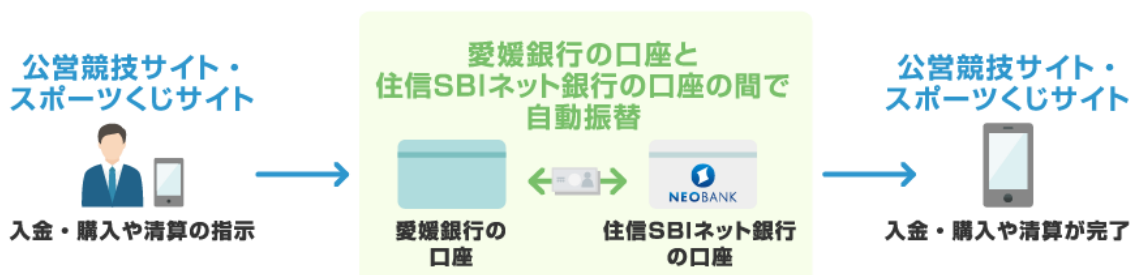 公営競技サイト・
スポーツくじサイト
入金・購入や清算の指示
愛媛銀行の口座と
住信SBIネット銀行の口座の間で
自動振替
愛媛銀行の
口座
NEOBANK
住信SBIネット銀行
の口座
公営競技サイト・
スポーツくじサイト
入金・購入や清算が完了